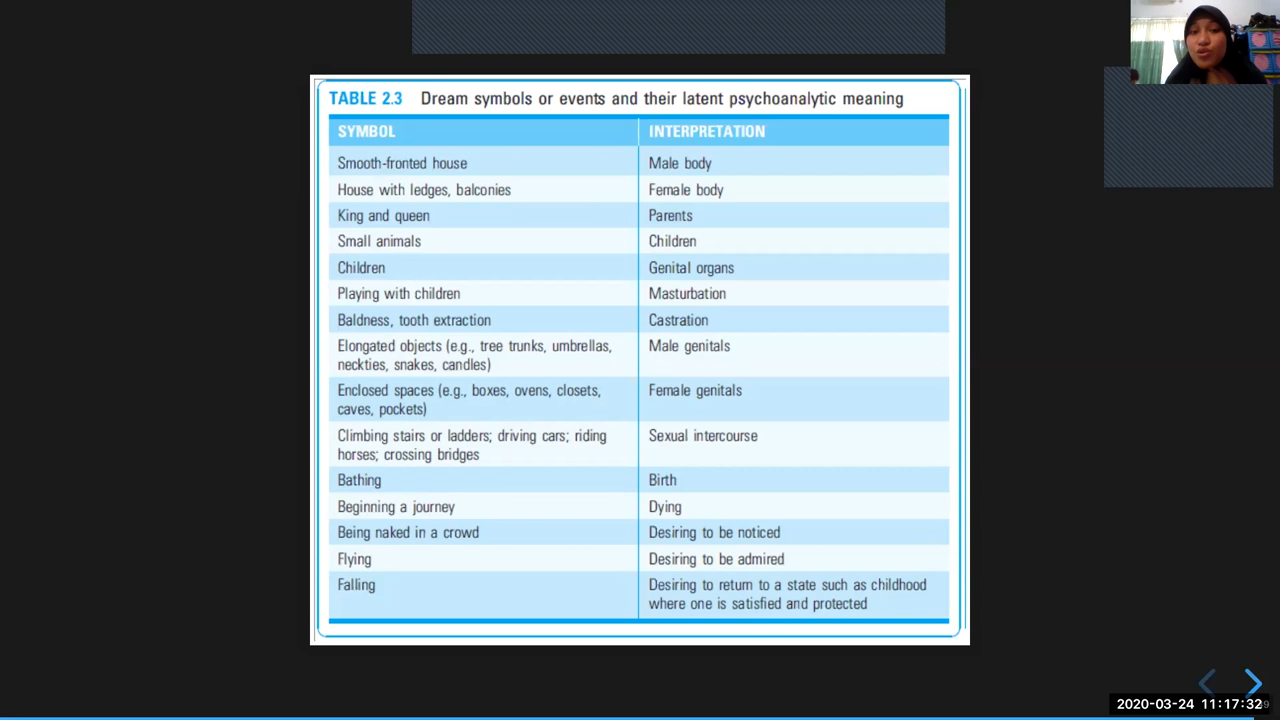 TABLE 2.3 Dream symbols or events and their latent psychoanalytic meaning
SYMBOL INTERPRETATION
Smooth-fronted house Male body
House with ledges, balconies Female body
King and queen Parents
Small animals Children
Children Genital organs
Playing with children Masturbation
Baldness, tooth extraction Castration
Elongated objects (e.g., tree trunks, umbrellas, Male genitals
neckties, snakes, candles)
Enclosed spaces (e.g., boxes, ovens, closets, Female genitals
caves, pockets)
Climbing stairs or ladders; driving cars; riding Sexual intercourse
horses; crossing bridges
Bathing Birth
Beginning a journey Dying
Being naked in a crowd Desiring to be noticed
Flying Desiring to be admired
Falling Desiring to return to a state such as childhood
where one is satisfied and protected
2020-03-24 11:17:32